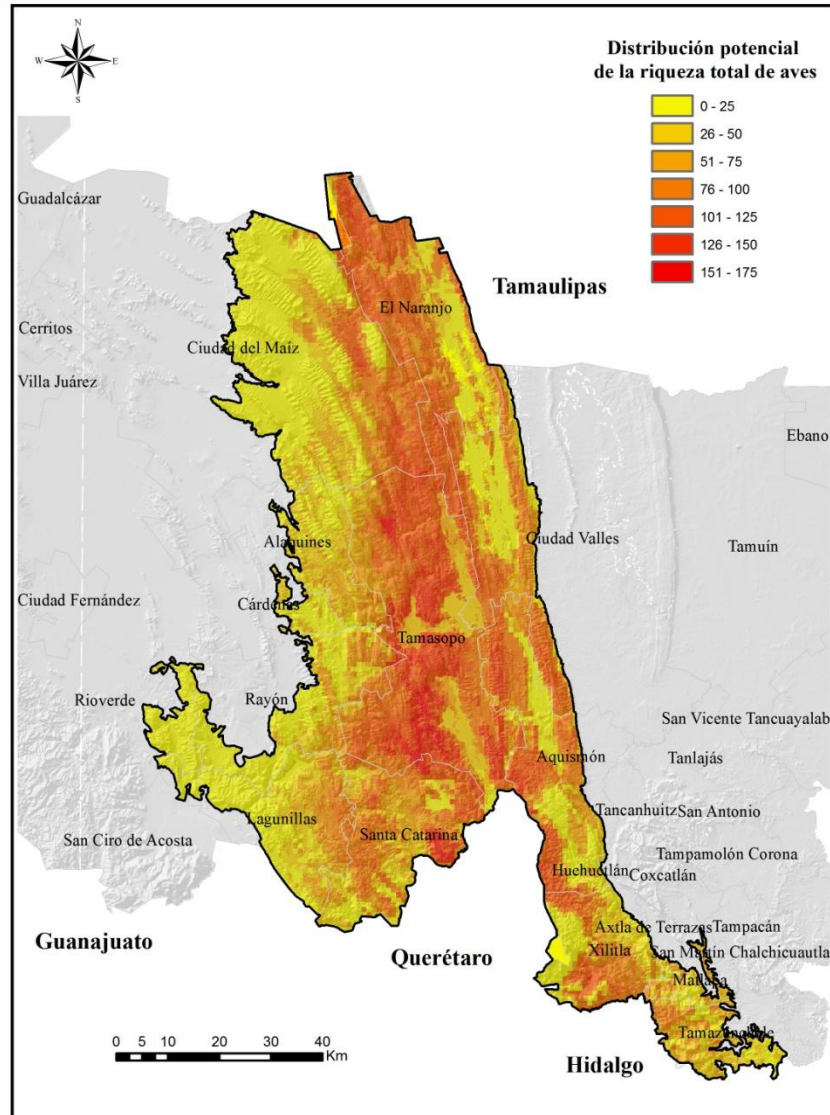 N
W E
S
Distribución potencial
de la riqueza total de aves
0 - 25
26 - 50
51 - 75
76 - 100
101 - 125
126 - 150
151 - 175
Guadalcázar
Tamaulipas
El Naranjo
Cerritos
Ciudad del Maíz
Villa Juárez
Ebano
Alaquines
Ciudad Valles
Tamuín
Ciudad Fernández
Cárdenas
Tamasopo
Rioverde
Rayón
San Vicente Tancuayalab
Aquismón
Tanlajás
Lagunillas
Tancanhuitz
San Antonio
Santa Catarina
San Ciro de Acosta
Tampamolón Corona
Huehuetlán
Coxcatlán
Guanajuato
Querétaro
Axtla de Terrazas
Tampacán
Xilitla
San Martín Chalchicuautla
Matlapa
Tamazunchale
0 5 10 20 30 40
Km
Hidalgo